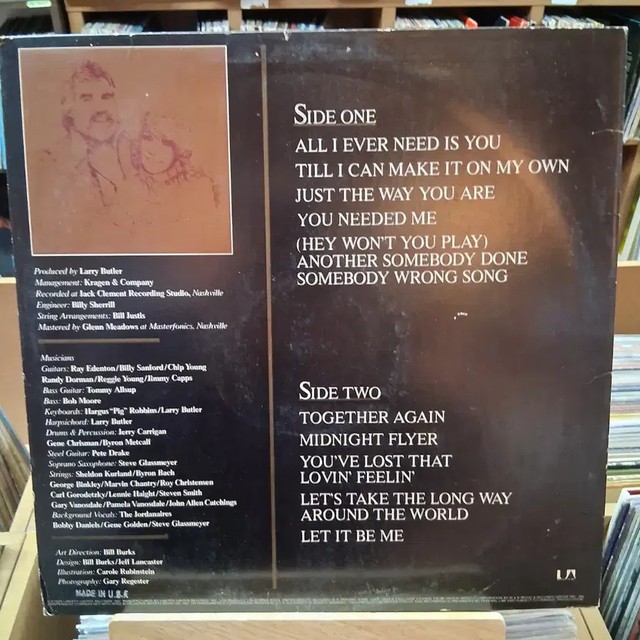 Produced by Larry Butler
Management: Kragen & Company
Recorded at Jack Clement Recording Studio, Nashville
Engineer: Billy Sherrill
String Arrangements: Bill Justis
Mastered by Glenn Meadows at Masterfonics, Nashville
Musicians
Guitars: Ray Edenton/Billy Sanford/Chip Young
Randy Dorman/Reggie Young/Jimmy Capps
Bass Guitar: Tommy Allsup
Bass: Bob Moore
Keyboards: Hargus "Pig" Robbins/Larry Butler
Harpsichord: Larry Butler
Drums & Percussion: Jerry Carrigan
Gene Chrisman/Byron Metcalf
Steel Guitar: Pete Drake
Soprano Saxophone: Steve Glassmeyer
Strings: Sheldon Kurland/Byron Bach
George Binkley/Marvin Chantry/Roy Christensen
Carl Gorodetzky/Lennie Haight/Steven Smith
Gary Vanosdale/Pamela Vanosdale/John Allen Catchings
Background Vocals: The Jordanaires
Bobby Daniels/Gene Golden/Steve Glassmeyer
Art Direction: Bill Burks
Design: Bill Burks/Jeff Lancaster
Illustration: Carole Rubinstein
Photography: Gary Regester
SIDE ONE
ALL I EVER NEED IS YOU
TILL I CAN MAKE IT ON MY OWN
JUST THE WAY YOU ARE
YOU NEEDED ME
(HEY WON'T YOU PLAY)
ANOTHER SOMEBODY DONE
SOMEBODY WRONG SONG
SIDE TWO
TOGETHER AGAIN
MIDNIGHT FLYER
YOU'VE LOST THAT
LOVIN' FEELIN'
LET'S TAKE THE LONG WAY
AROUND THE WORLD
LET IT BE ME
UA
MADE IN U.S.A